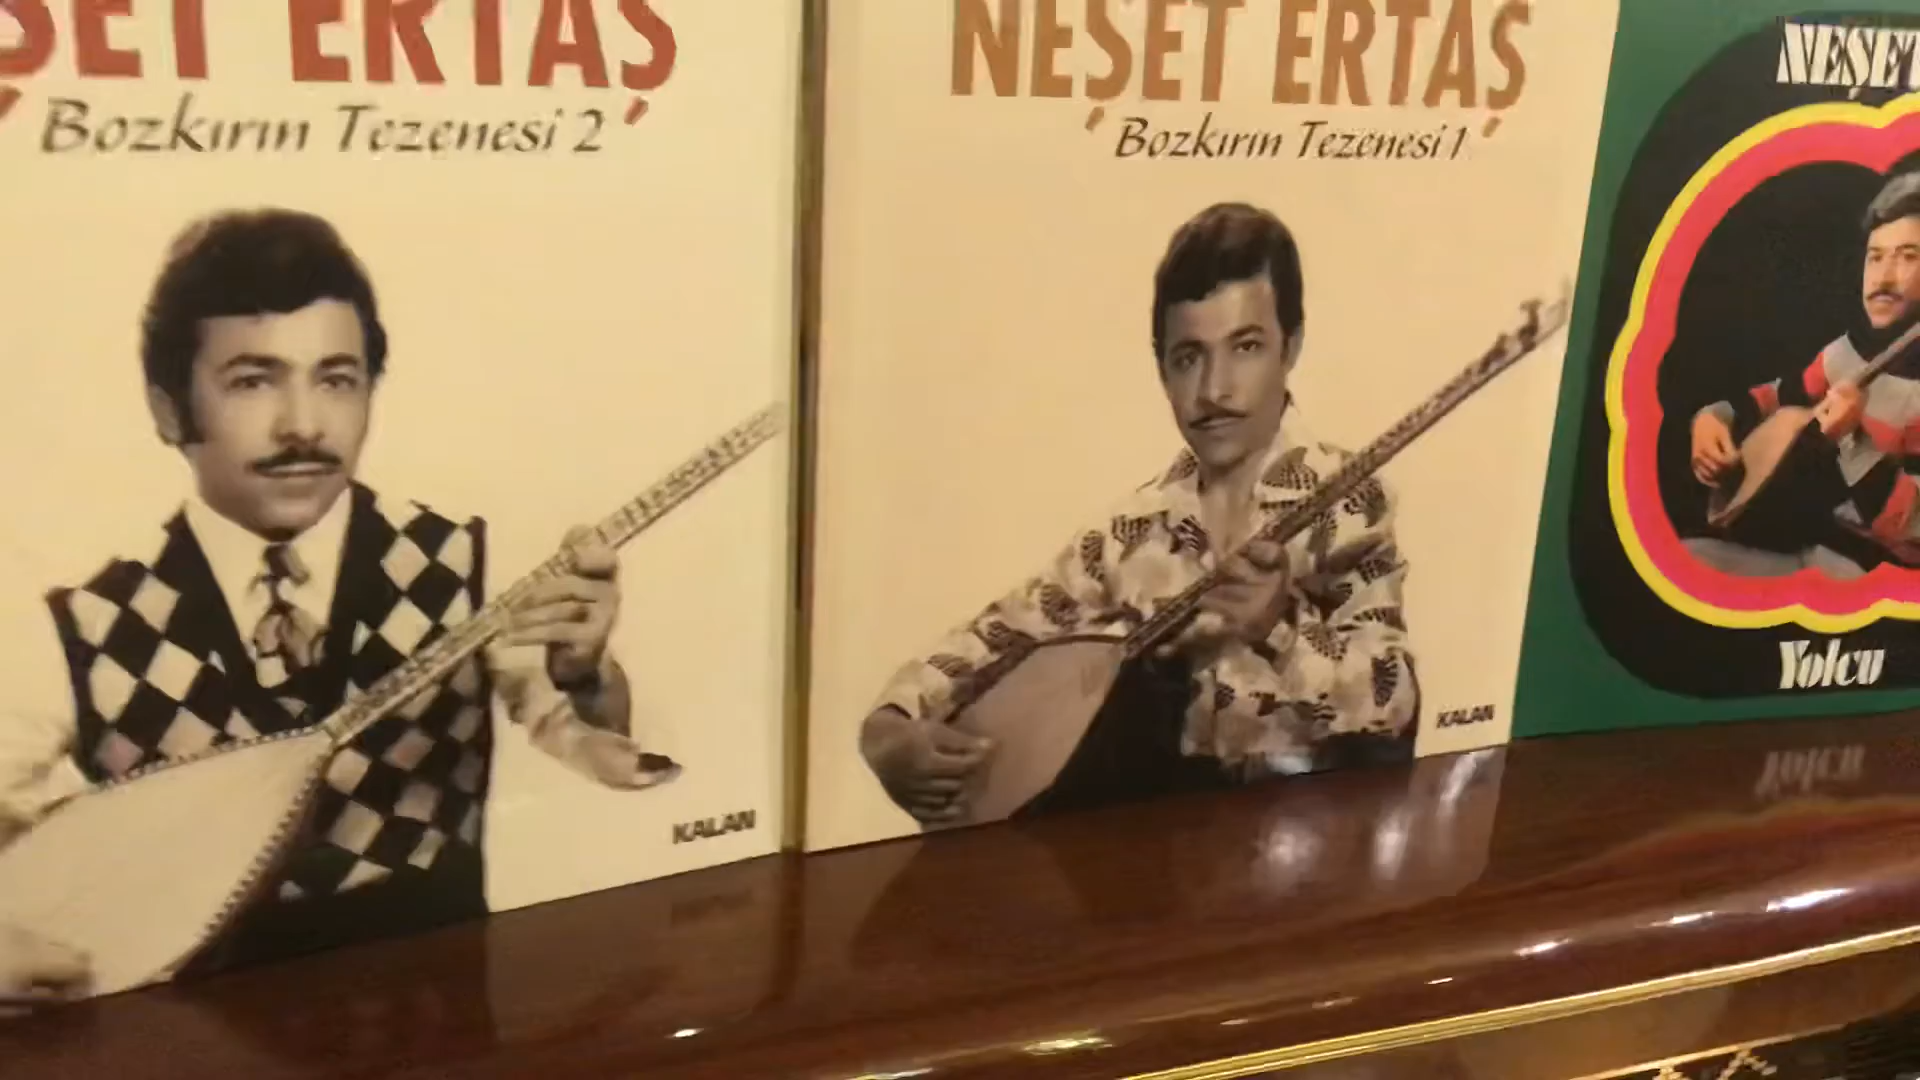 ŞET ERTAŞ
Bozkırın Tezenesi 2
KALAN
NEŞET ERTAŞ
Bozkırın Tezenesi 1
KALAN
NEŞET
Yolcu